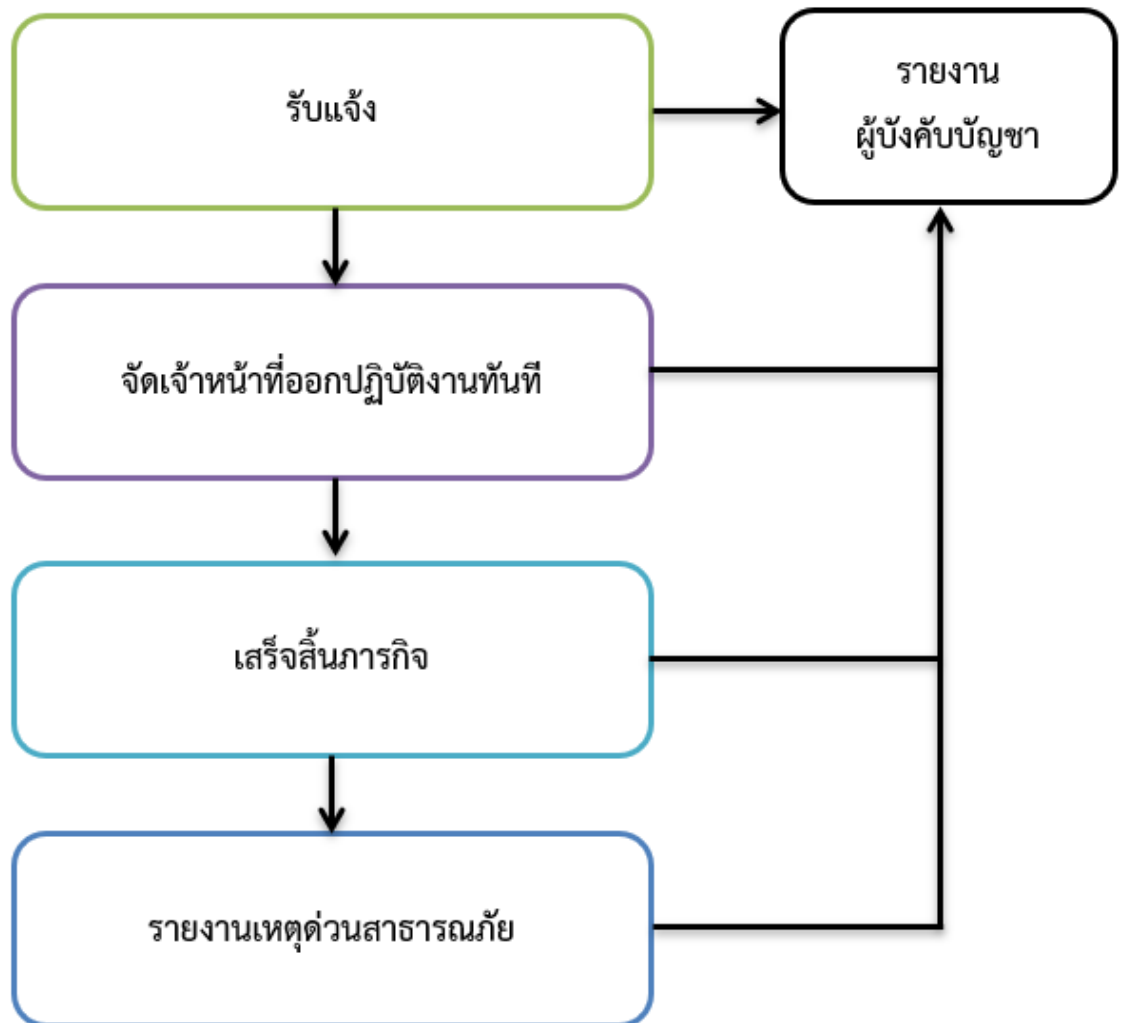 รับแจ้ง
รายงาน
ผู้บังคับบัญชา
จัดเจ้าหน้าที่ออกปฏิบัติงานทันที
เสร็จสิ้นภารกิจ
รายงานเหตุด่วนสาธารณภัย